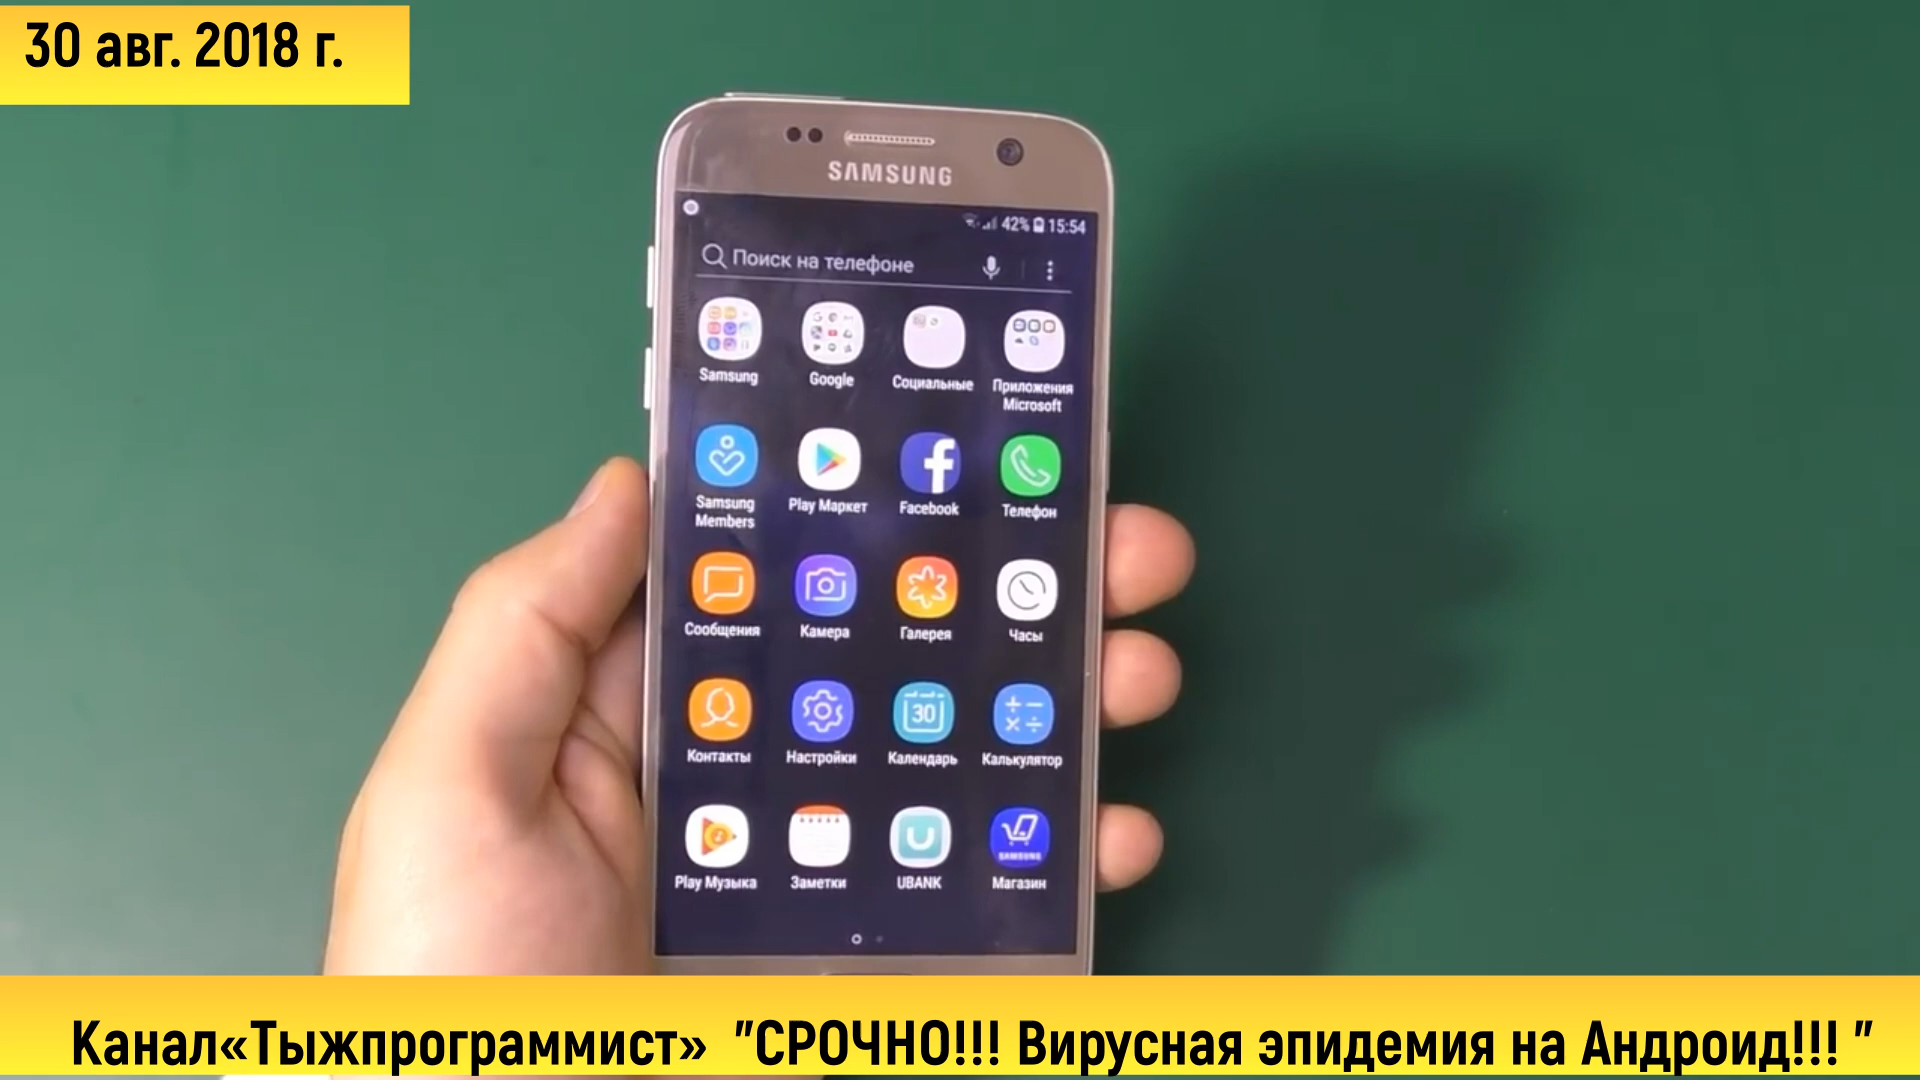 30 авг. 2018 г.
SAMSUNG
42% 15:54
Поиск на телефоне
Samsung Google Социальные Приложения Microsoft
Samsung Members Play Маркет Facebook Телефон
Сообщения Камера Галерея Часы
30
Контакты Настройки Календарь Калькулятор
SAMSUNG
Play Музыка Заметки UBANK Магазин
Канал«Тыжпрограммист» "СРОЧНО!!! Вирусная эпидемия на Андроид!!! "